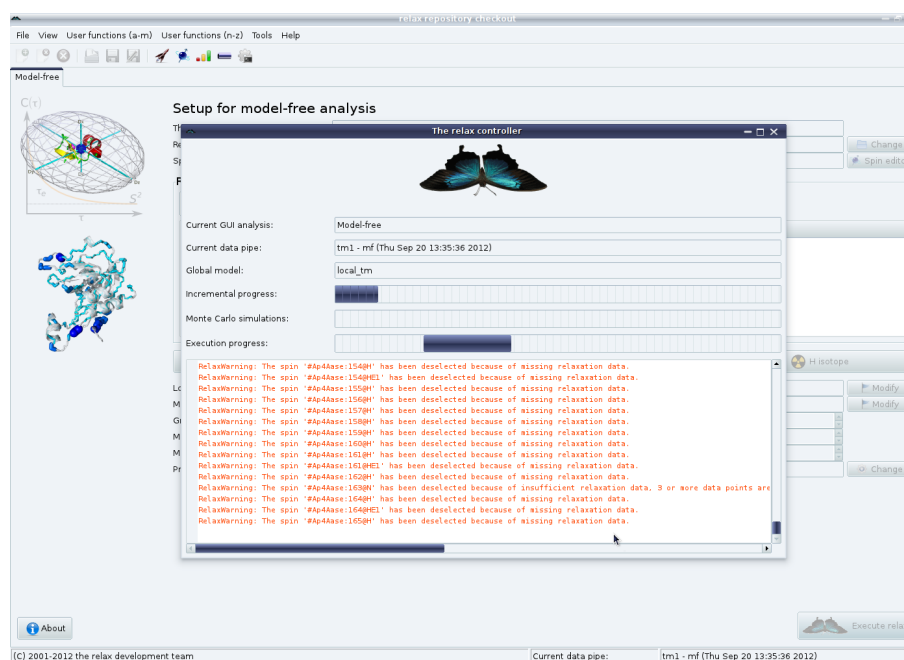 relax repository checkout
File View User functions (a-m) User functions (n-z) Tools Help
Model-free
C(τ)
S²
τ
Setup for model-free analysis
Th
Re
Sp
Change
Spin edito
The relax controller
Current GUI analysis: Model-free
Current data pipe: tm1 - mf (Thu Sep 20 13:35:36 2012)
Global model: local_tm
Incremental progress:
Monte Carlo simulations:
Execution progress:
RelaxWarning: The spin '#Ap4Aase:154@H' has been deselected because of missing relaxation data.
RelaxWarning: The spin '#Ap4Aase:154@HE1' has been deselected because of missing relaxation data.
RelaxWarning: The spin '#Ap4Aase:155@H' has been deselected because of missing relaxation data.
RelaxWarning: The spin '#Ap4Aase:156@H' has been deselected because of missing relaxation data.
RelaxWarning: The spin '#Ap4Aase:157@H' has been deselected because of missing relaxation data.
RelaxWarning: The spin '#Ap4Aase:158@H' has been deselected because of missing relaxation data.
RelaxWarning: The spin '#Ap4Aase:159@H' has been deselected because of missing relaxation data.
RelaxWarning: The spin '#Ap4Aase:160@H' has been deselected because of missing relaxation data.
RelaxWarning: The spin '#Ap4Aase:161@H' has been deselected because of missing relaxation data.
RelaxWarning: The spin '#Ap4Aase:161@HE1' has been deselected because of missing relaxation data.
RelaxWarning: The spin '#Ap4Aase:162@H' has been deselected because of missing relaxation data.
RelaxWarning: The spin '#Ap4Aase:163@N' has been deselected because of insufficient relaxation data, 3 or more data points are
RelaxWarning: The spin '#Ap4Aase:164@H' has been deselected because of missing relaxation data.
RelaxWarning: The spin '#Ap4Aase:164@HE1' has been deselected because of missing relaxation data.
RelaxWarning: The spin '#Ap4Aase:165@H' has been deselected because of missing relaxation data.
H isotope
Lo
M
Gr
M
M
Pr
Modify
Modify
Change
About
Execute rela
(C) 2001-2012 the relax development team
Current data pipe: tm1 - mf (Thu Sep 20 13:35:36 2012)